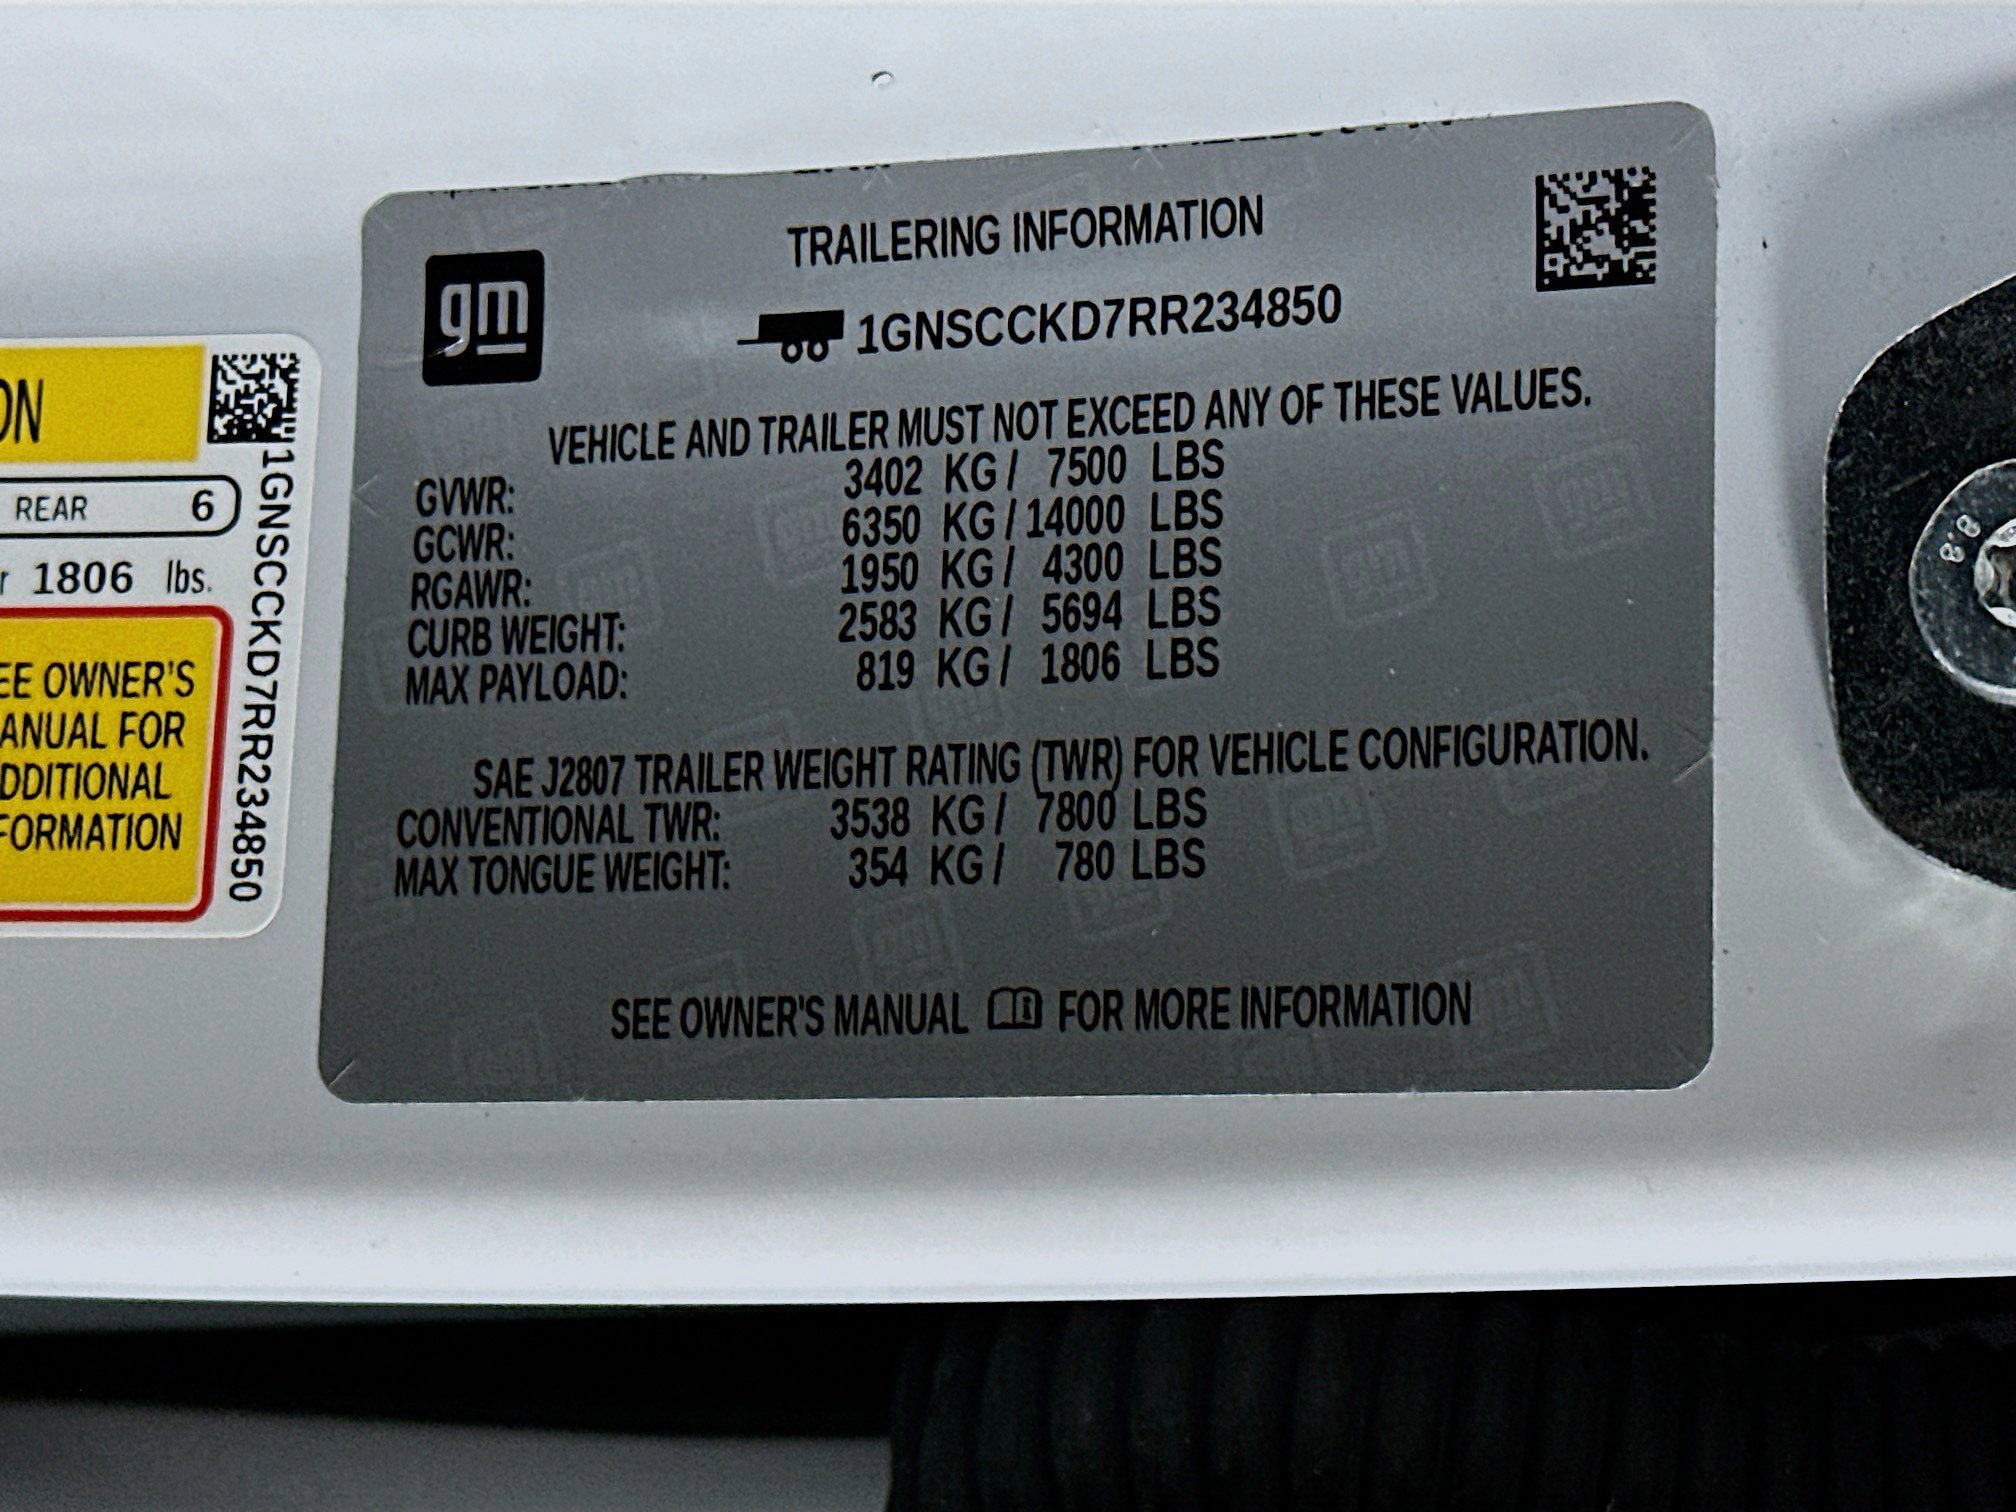 ON
REAR 6
r 1806 lbs.
EE OWNER'S
ANUAL FOR
DDITIONAL
FORMATION
1GNSCCKD7RR234850
gm
TRAILERING INFORMATION
1GNSCCKD7RR234850
VEHICLE AND TRAILER MUST NOT EXCEED ANY OF THESE VALUES.
GVWR: 3402 KG / 7500 LBS
GCWR: 6350 KG / 14000 LBS
RGAWR: 1950 KG / 4300 LBS
CURB WEIGHT: 2583 KG / 5694 LBS
MAX PAYLOAD: 819 KG / 1806 LBS
SAE J2807 TRAILER WEIGHT RATING (TWR) FOR VEHICLE CONFIGURATION.
CONVENTIONAL TWR: 3538 KG / 7800 LBS
MAX TONGUE WEIGHT: 354 KG / 780 LBS
SEE OWNER'S MANUAL FOR MORE INFORMATION
8.8